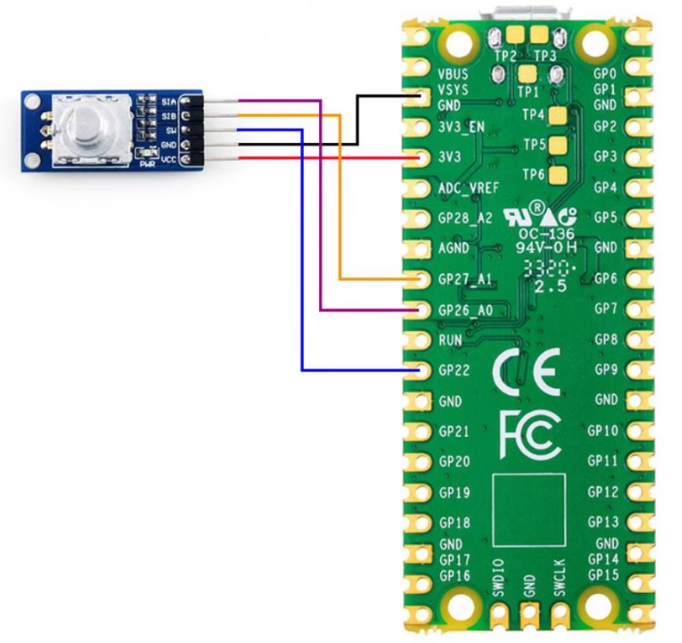 SIA
SIB
SW
GND
VCC
PWR
TP2 TP3
TP1
TP4
TP5
TP6
VBUS
VSYS
GND
3V3_EN
3V3
ADC_VREF
GP28_A2
AGND
GP27_A1
GP26_A0
RUN
GP22
GND
GP21
GP20
GP19
GP18
GND
GP17
GP16
GP0
GP1
GND
GP2
GP3
GP4
GP5
GND
GP6
GP7
GP8
GP9
GND
GP10
GP11
GP12
GP13
GND
GP14
GP15
R
OC-136
94V-0H
3320
2.5
CE
FC
SWDIO
GND
SWCLK